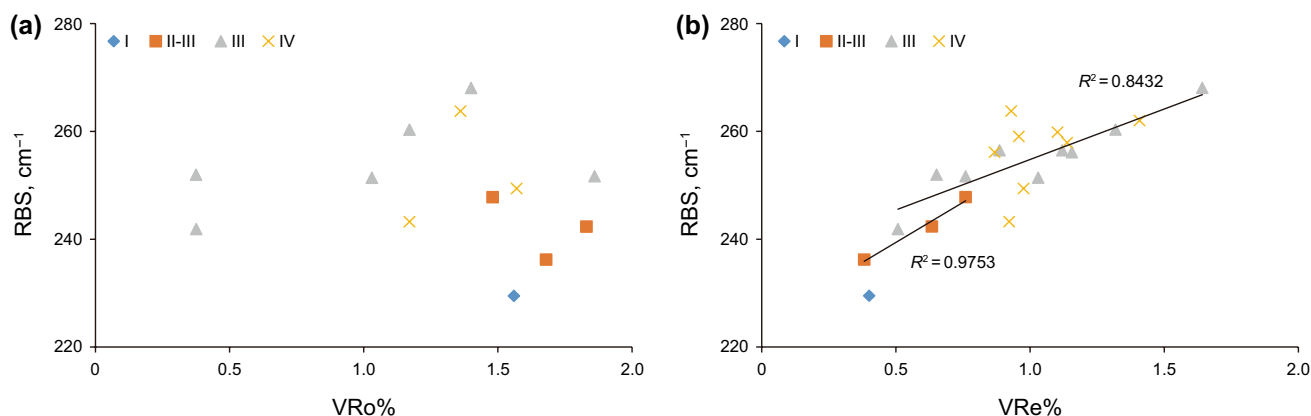 (a)
280
I II-III III IV
260
RBS, cm⁻¹
240
220
0 0.5 1.0 1.5 2.0
VRo%
(b)
280
I II-III III IV
R² = 0.8432
260
RBS, cm⁻¹
240
R² = 0.9753
220
0 0.5 1.0 1.5 2.0
VRe%